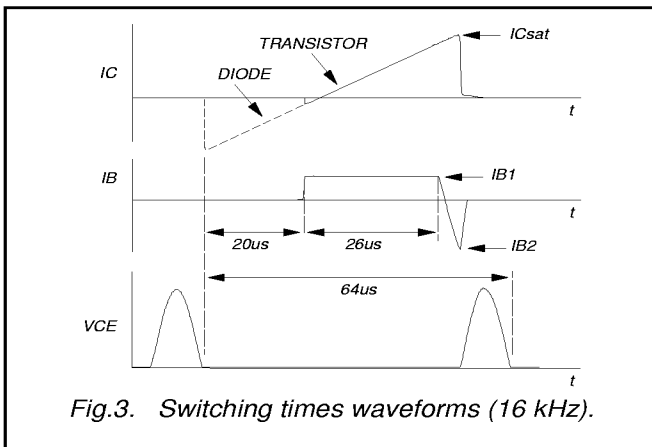 ICsat
TRANSISTOR
IC
DIODE
t
IB
IB1
t
20us
26us
IB2
64us
VCE
t
Fig.3. Switching times waveforms (16 kHz).